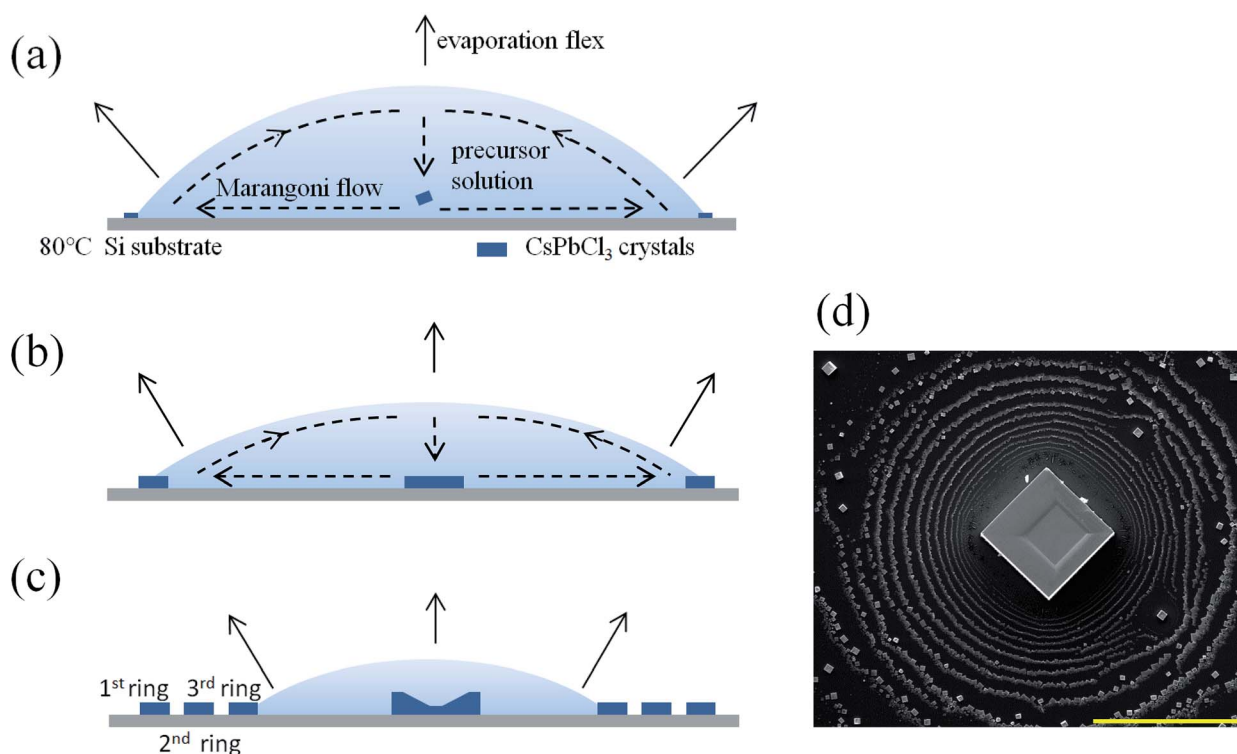 (a)
evaporation flex
precursor
solution
Marangoni flow
80°C Si substrate
CsPbCl₃ crystals
(b)
(d)
(c)
1ˢᵗ ring
3ʳᵈ ring
2ⁿᵈ ring